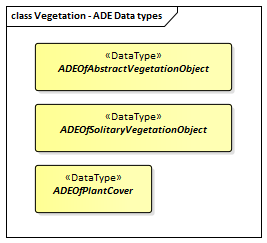 class Vegetation - ADE Data types
«DataType»
ADEOfAbstractVegetationObject
«DataType»
ADEOfSolitaryVegetationObject
«DataType»
ADEOfPlantCover